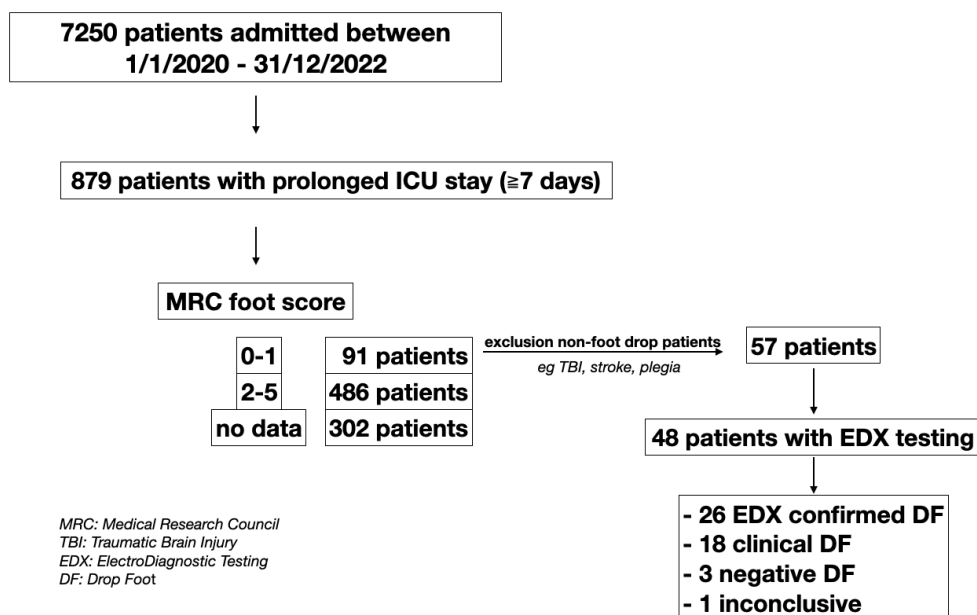 7250 patients admitted between
1/1/2020 - 31/12/2022
879 patients with prolonged ICU stay (≧7 days)
MRC foot score
0-1 91 patients
exclusion non-foot drop patients
eg TBI, stroke, plegia
57 patients
2-5 486 patients
no data 302 patients
48 patients with EDX testing
- 26 EDX confirmed DF
- 18 clinical DF
- 3 negative DF
- 1 inconclusive
MRC: Medical Research Council
TBI: Traumatic Brain Injury
EDX: ElectroDiagnostic Testing
DF: Drop Foot